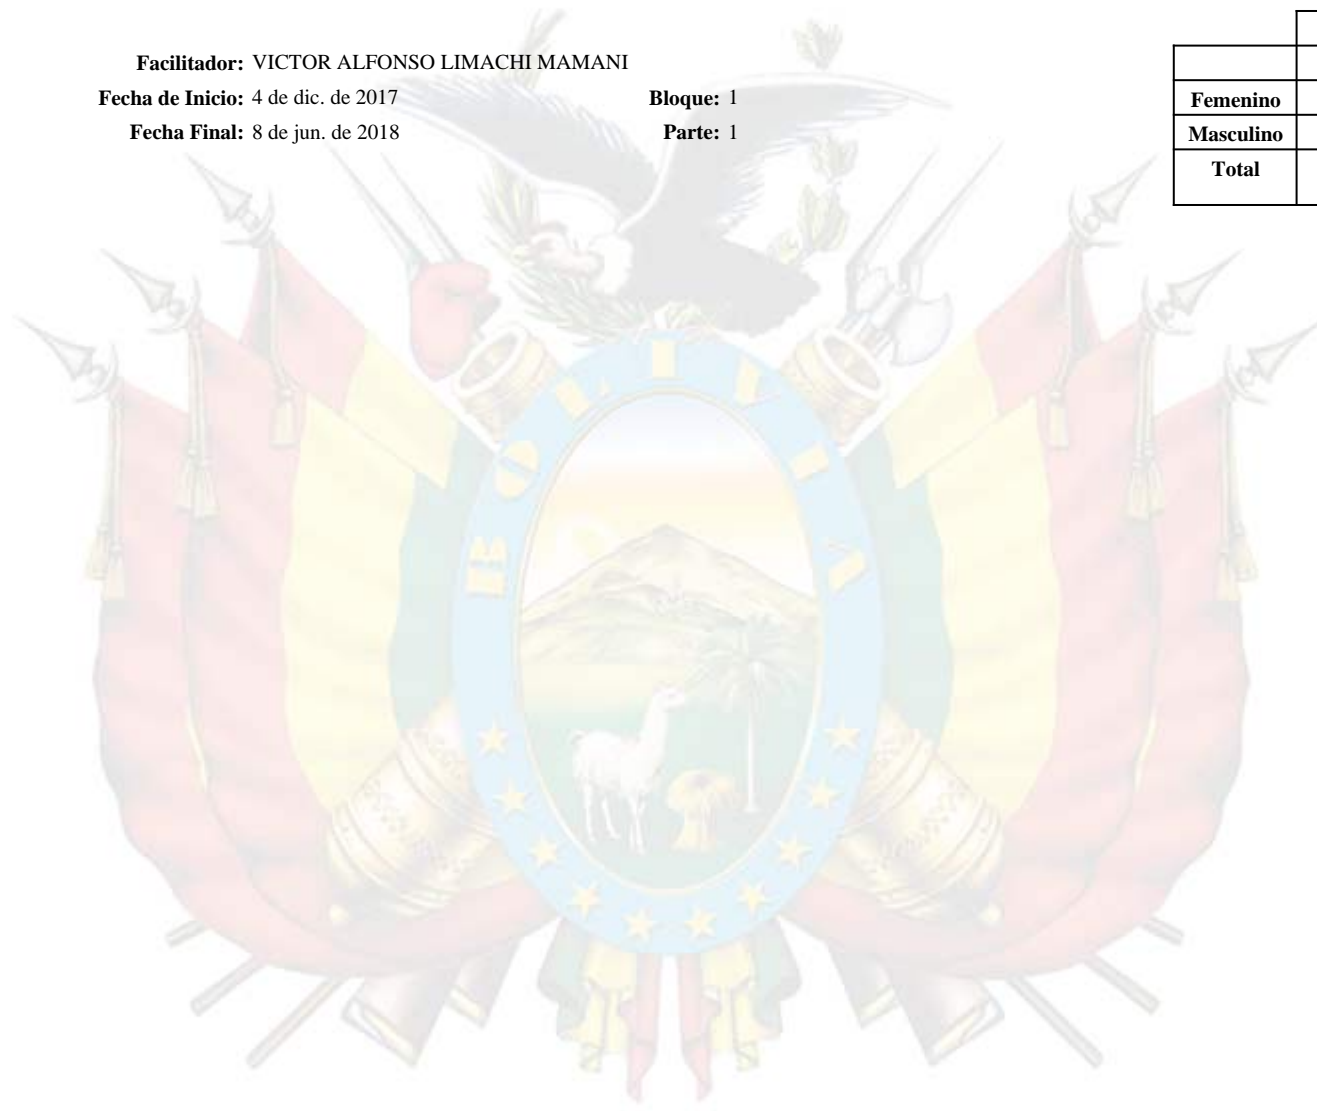 Facilitador: VICTOR ALFONSO LIMACHI MAMANI
Fecha de Inicio: 4 de dic. de 2017 Bloque: 1
Fecha Final: 8 de jun. de 2018 Parte: 1
Femenino
Masculino
Total
BOLIVIA